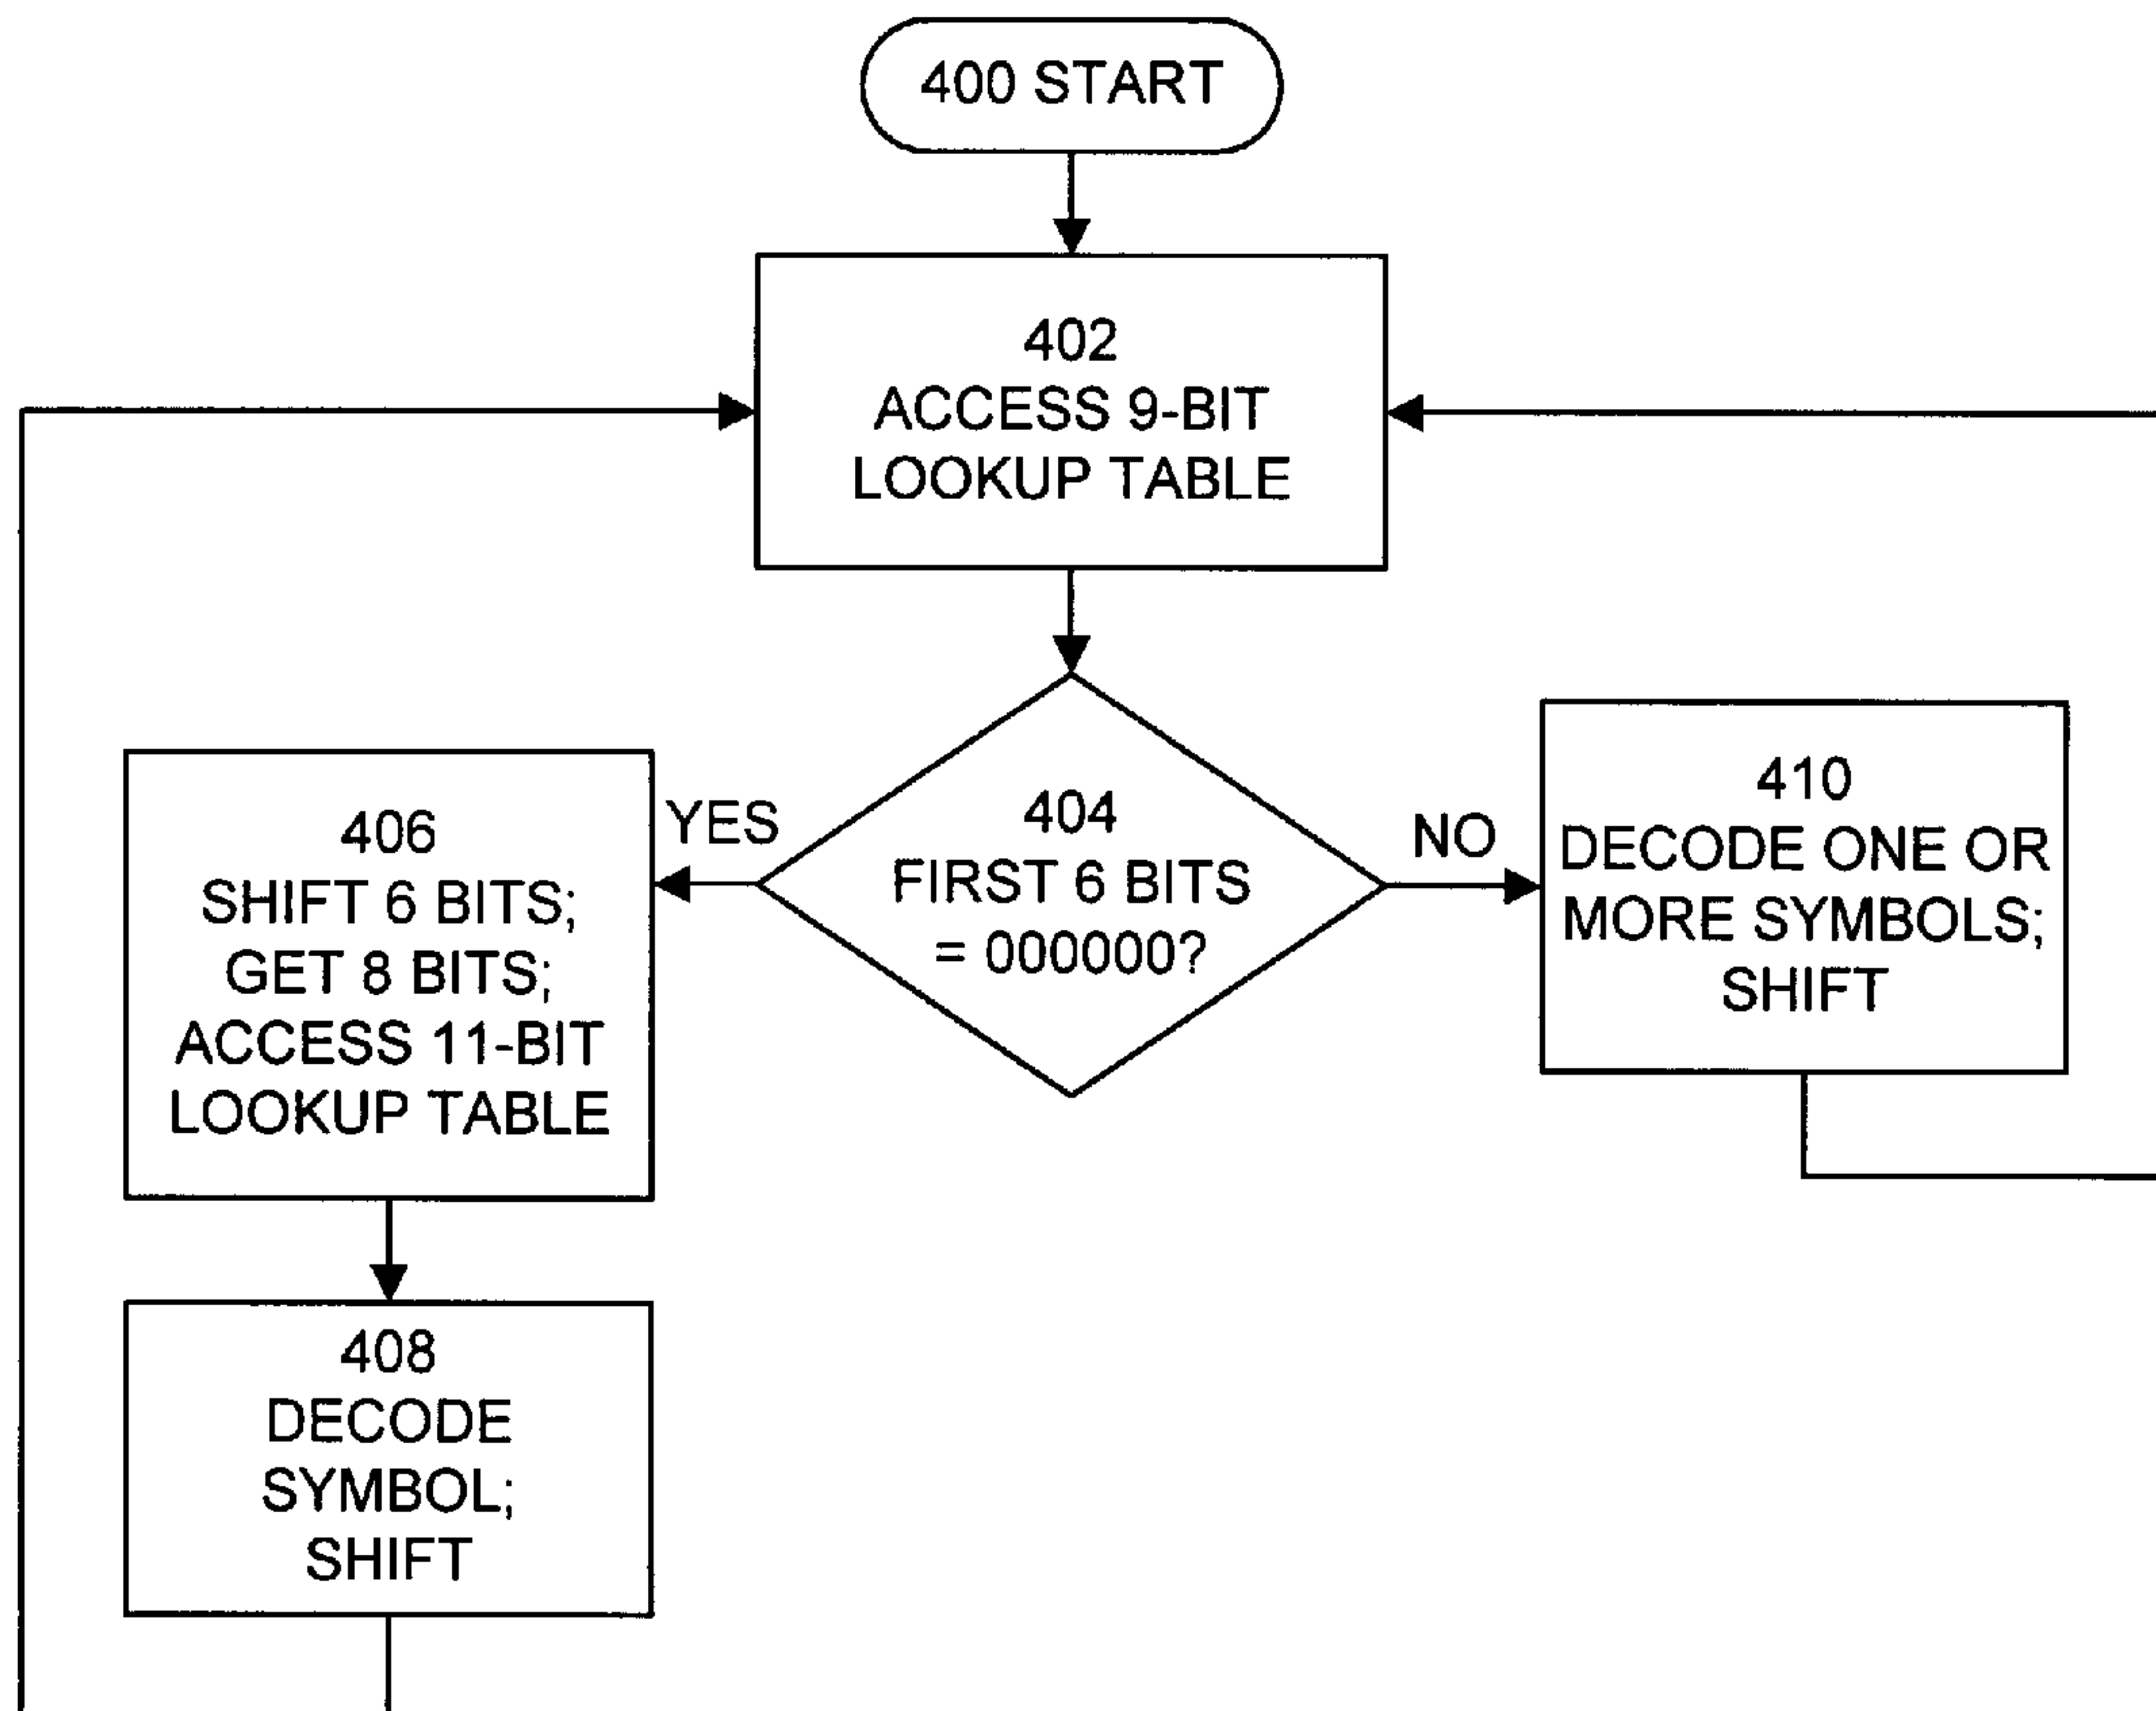 400 START
402
ACCESS 9-BIT
LOOKUP TABLE
404
FIRST 6 BITS
= 000000?
YES
NO
406
SHIFT 6 BITS;
GET 8 BITS;
ACCESS 11-BIT
LOOKUP TABLE
410
DECODE ONE OR
MORE SYMBOLS;
SHIFT
408
DECODE
SYMBOL;
SHIFT